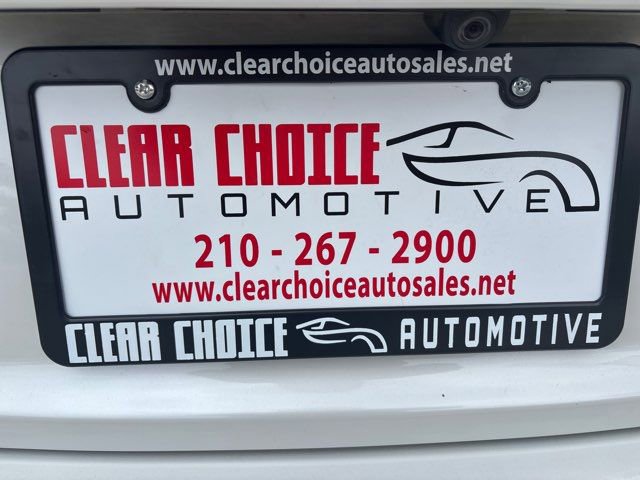 www.clearchoiceautosales.net
CLEAR CHOICE
AUTOMOTIVE
210 - 267 - 2900
www.clearchoiceautosales.net
CLEAR CHOICE AUTOMOTIVE